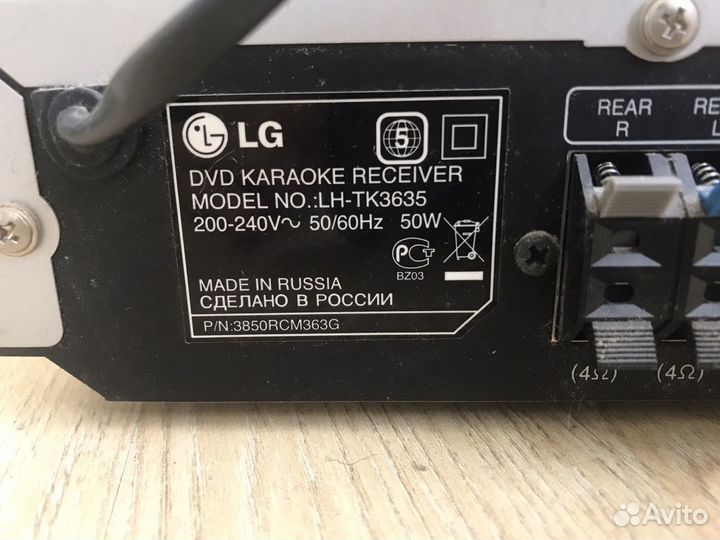 LG
5
DVD KARAOKE RECEIVER
MODEL NO.:LH-TK3635
200-240V~ 50/60Hz 50W
PCT
BZ03
MADE IN RUSSIA
СДЕЛАНО В РОССИИ
P/N:3850RCM363G
REAR
R
RE
L
(4Ω)
(4Ω)
Avito